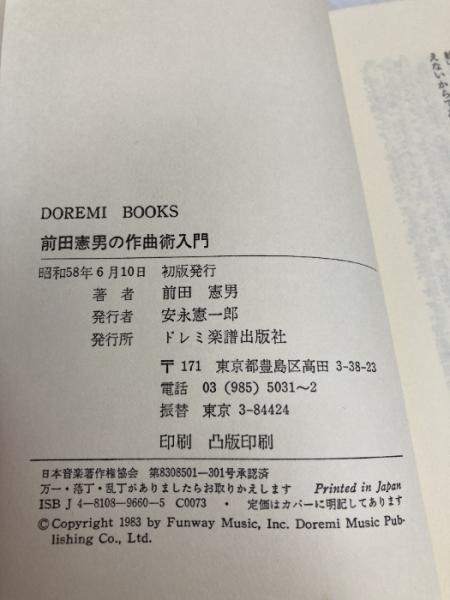 DOREMI BOOKS
前田憲男の作曲術入門
昭和58年6月10日 初版発行
著者 前田 憲男
発行者 安永憲一郎
発行所 ドレミ楽譜出版社
〒171 東京都豊島区高田 3-38-23
電話 03 (985) 5031〜2
振替 東京 3-84424
印刷 凸版印刷
日本音楽著作権協会 第8308501—301号承認済
万一・落丁・乱丁がありましたらお取りかえします Printed in Japan
ISB J 4—8108—9660—5 C0073 ・ 定価はカバーに明記してあります
©Copyright 1983 by Funway Music, Inc. Doremi Music Pub-
lishing Co., Ltd.
えないからで